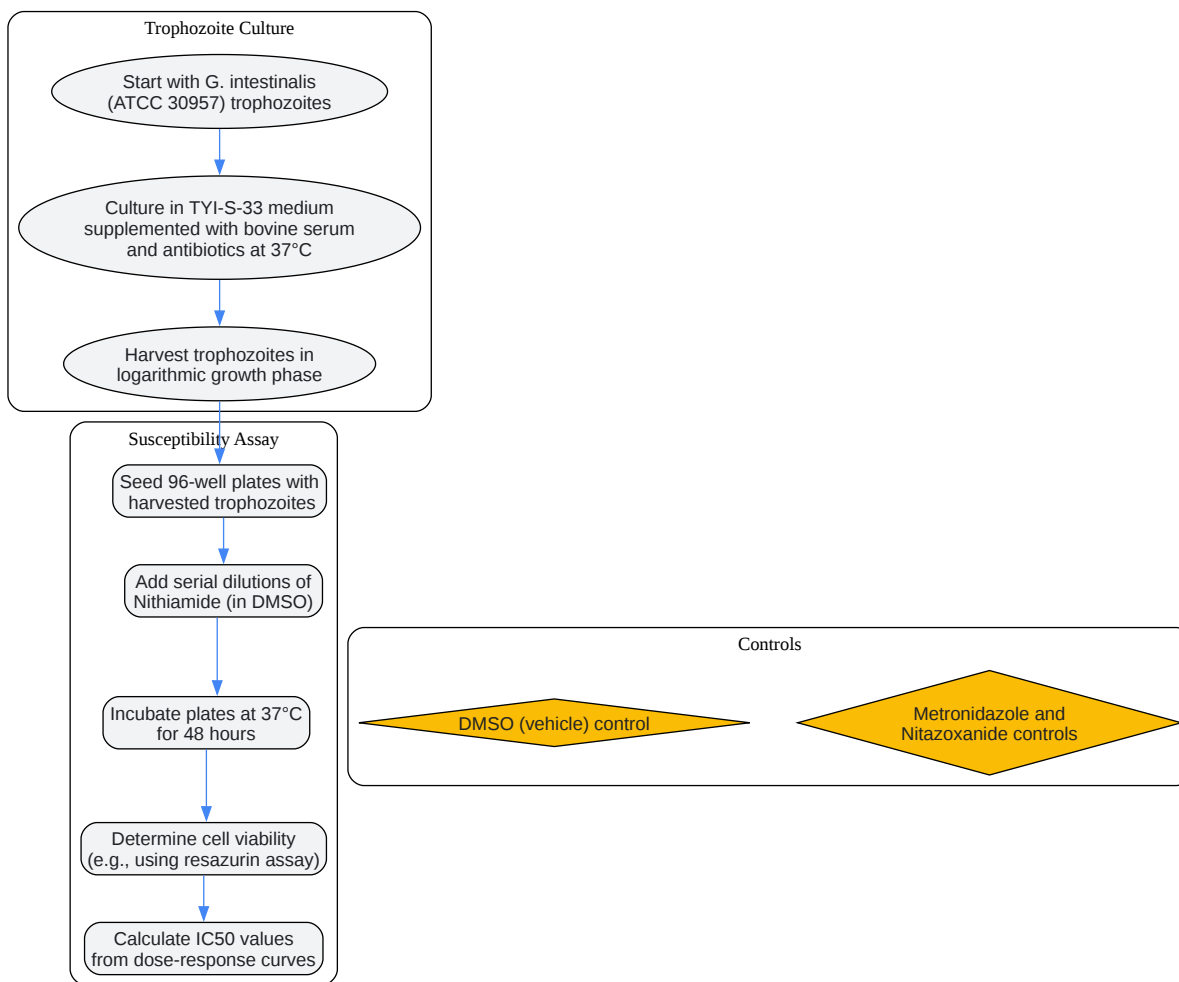 Trophozoite Culture
Start with G. intestinalis
(ATCC 30957) trophozoites
Culture in TYI-S-33 medium
supplemented with bovine serum
and antibiotics at 37°C
Harvest trophozoites in
logarithmic growth phase
Susceptibility Assay
Seed 96-well plates with
harvested trophozoites
Add serial dilutions of
Nithiamide (in DMSO)
Incubate plates at 37°C
for 48 hours
Determine cell viability
(e.g., using resazurin assay)
Calculate IC50 values
from dose-response curves
Controls
DMSO (vehicle) control
Metronidazole and
Nitazoxanide controls